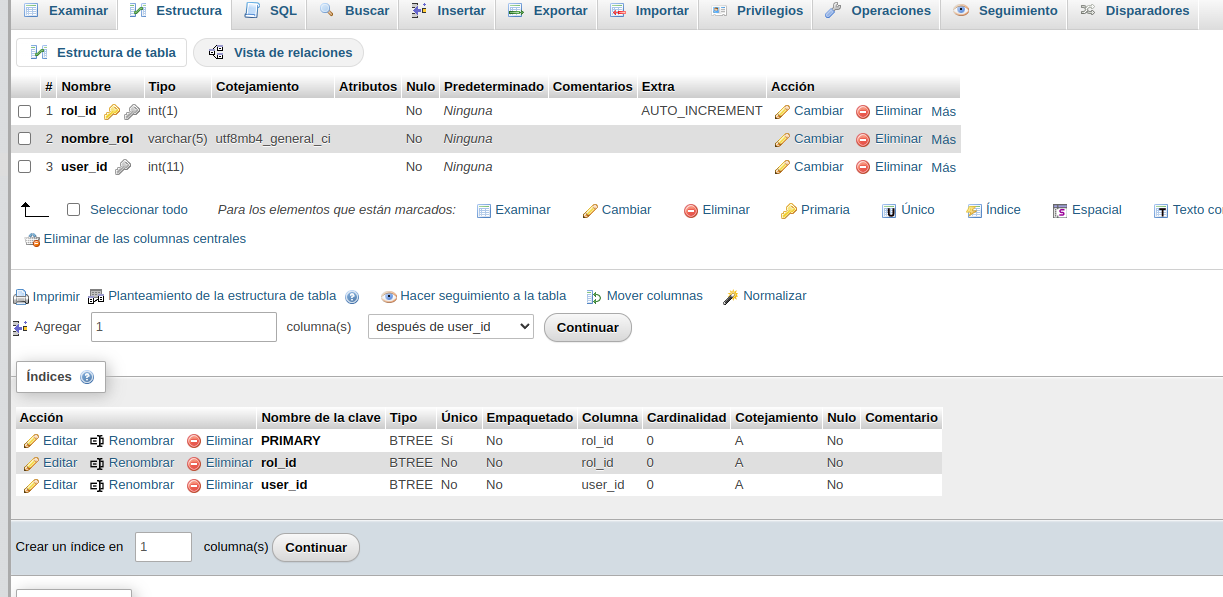 Examinar Estructura SQL Buscar Insertar Exportar Importar Privilegios Operaciones Seguimiento Disparadores
Estructura de tabla Vista de relaciones
# Nombre Tipo Cotejamiento Atributos Nulo Predeterminado Comentarios Extra Acción
1 rol_id int(1) No Ninguna AUTO_INCREMENT Cambiar Eliminar Más
2 nombre_rol varchar(5) utf8mb4_general_ci No Ninguna Cambiar Eliminar Más
3 user_id int(11) No Ninguna Cambiar Eliminar Más
Seleccionar todo Para los elementos que están marcados: Examinar Cambiar Eliminar Primaria Único Índice Espacial Texto
Eliminar de las columnas centrales
Imprimir Planteamiento de la estructura de tabla Hacer seguimiento a la tabla Mover columnas Normalizar
Agregar 1 columna(s) después de user_id Continuar
Índices
Acción Nombre de la clave Tipo Único Empaquetado Columna Cardinalidad Cotejamiento Nulo Comentario
Editar Renombrar Eliminar PRIMARY BTREE Sí No rol_id 0 A No
Editar Renombrar Eliminar rol_id BTREE No No rol_id 0 A No
Editar Renombrar Eliminar user_id BTREE No No user_id 0 A No
Crear un índice en 1 columna(s) Continuar